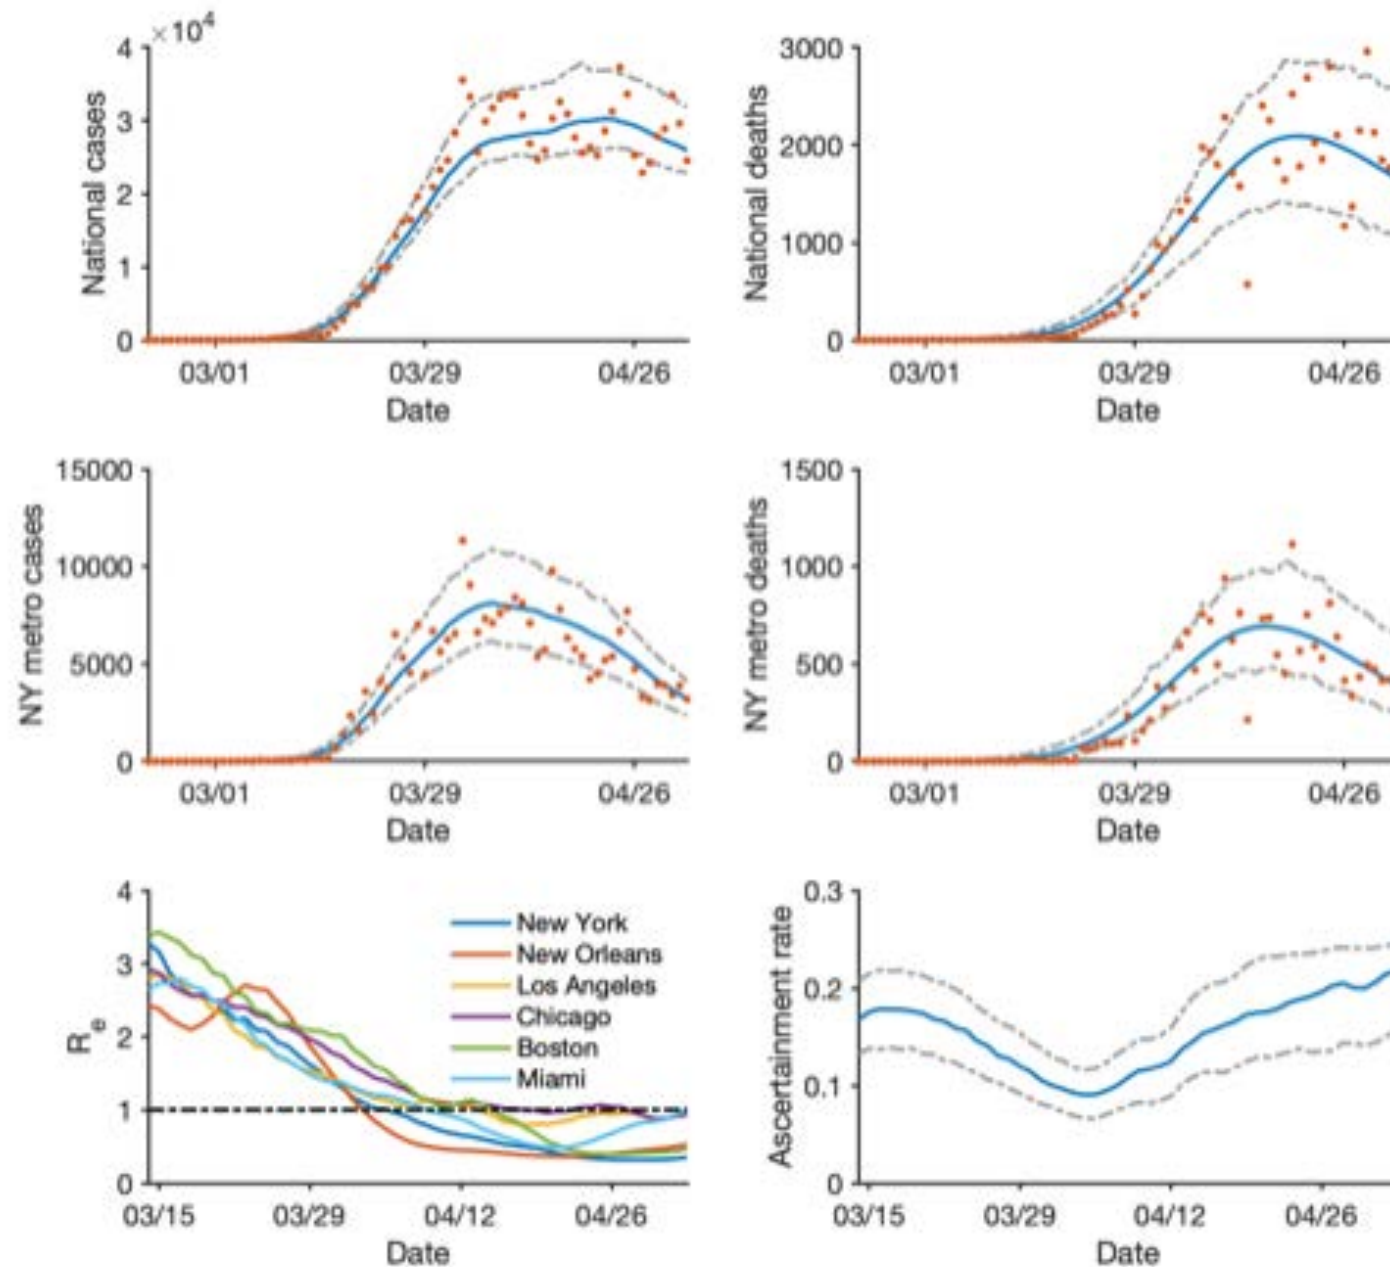 ×10⁴
4
3
2
1
0
National cases
03/01 03/29 04/26
Date
3000
2000
1000
0
National deaths
03/01 03/29 04/26
Date
15000
10000
5000
0
NY metro cases
03/01 03/29 04/26
Date
1500
1000
500
0
NY metro deaths
03/01 03/29 04/26
Date
4
3
2
1
0
Rₑ
New York
New Orleans
Los Angeles
Chicago
Boston
Miami
03/15 03/29 04/12 04/26
Date
0.3
0.2
0.1
0
Ascertainment rate
03/15 03/29 04/12 04/26
Date